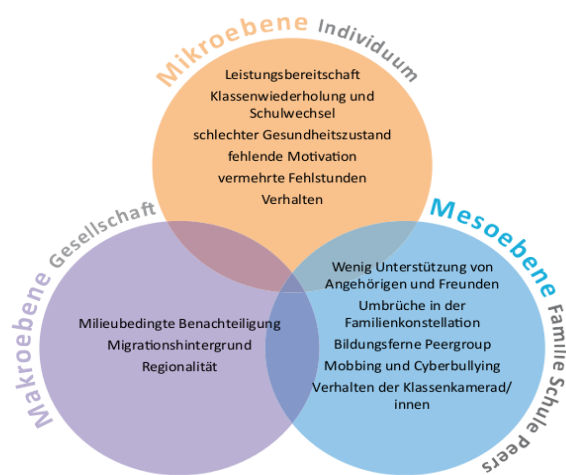 Mikroebene Individuum
Leistungsbereitschaft
Klassenwiederholung und
Schulwechsel
schlechter Gesundheitszustand
fehlende Motivation
vermehrte Fehlstunden
Verhalten
Makroebene Gesellschaft
Milieubedingte Benachteiligung
Migrationshintergrund
Regionalität
Mesoebene Familie Schule Peers
Wenig Unterstützung von
Angehörigen und Freunden
Umbrüche in der
Familienkonstellation
Bildungsferne Peergroup
Mobbing und Cyberbullying
Verhalten der Klassenkamerad/
innen